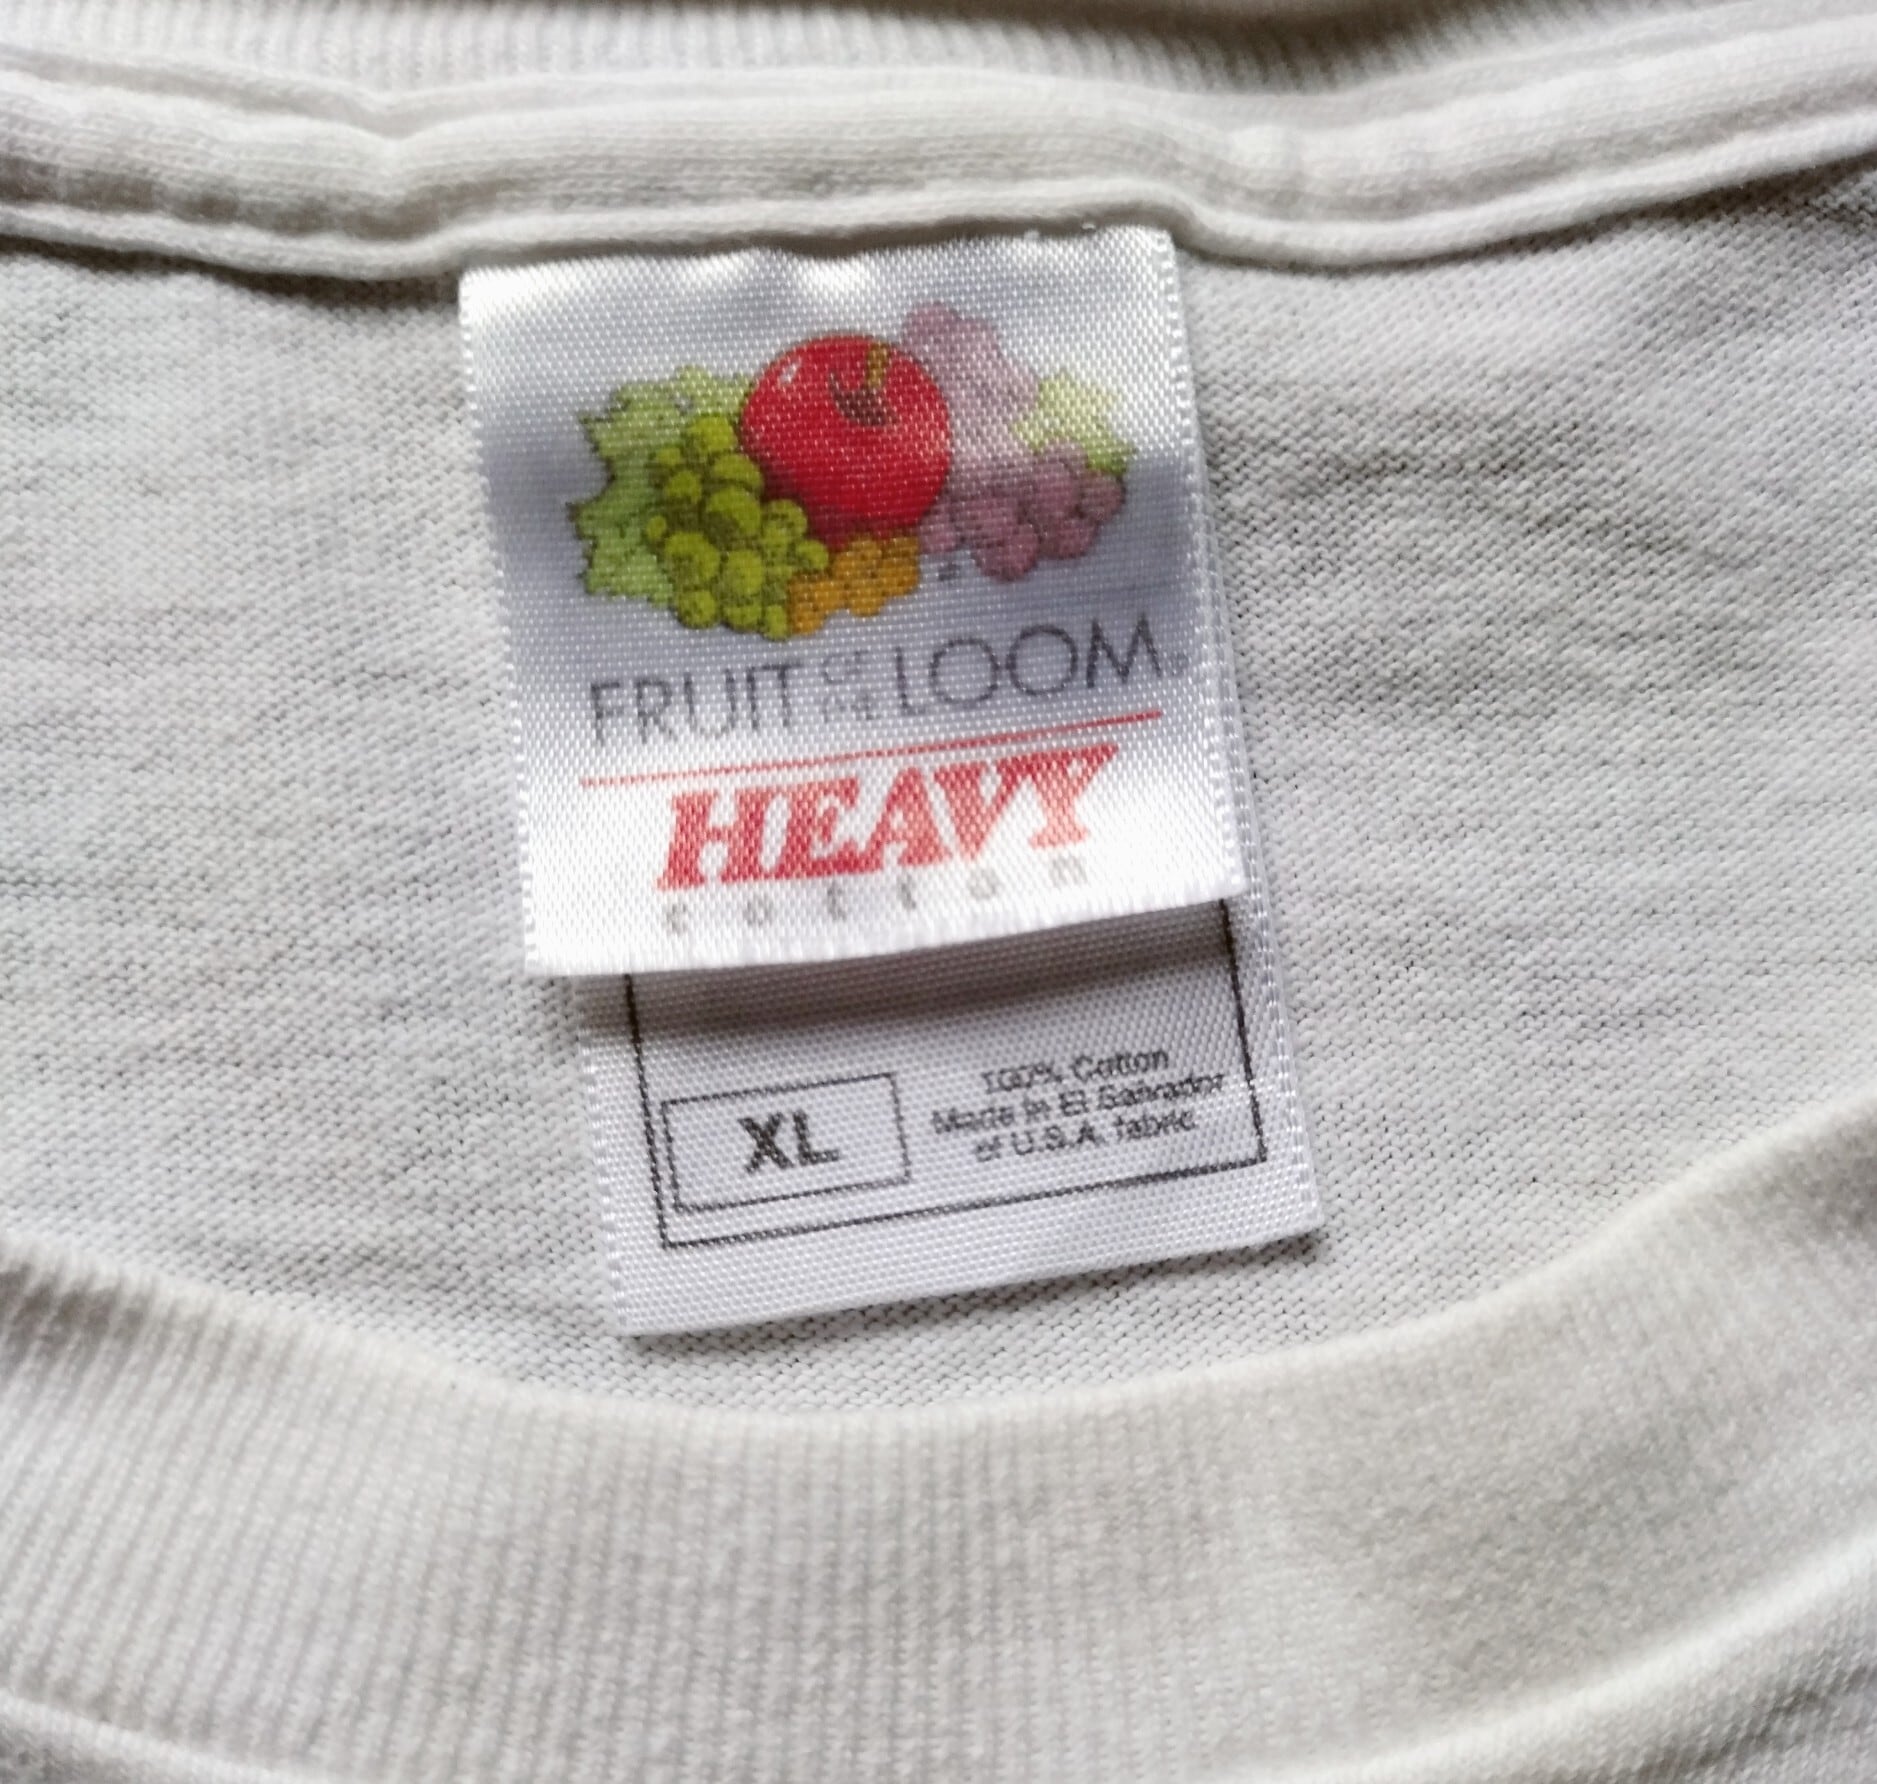 FRUIT OF THE LOOM®
HEAVY
cotton
XL
100% Cotton
Made in El Salvador
of U.S.A. fabric